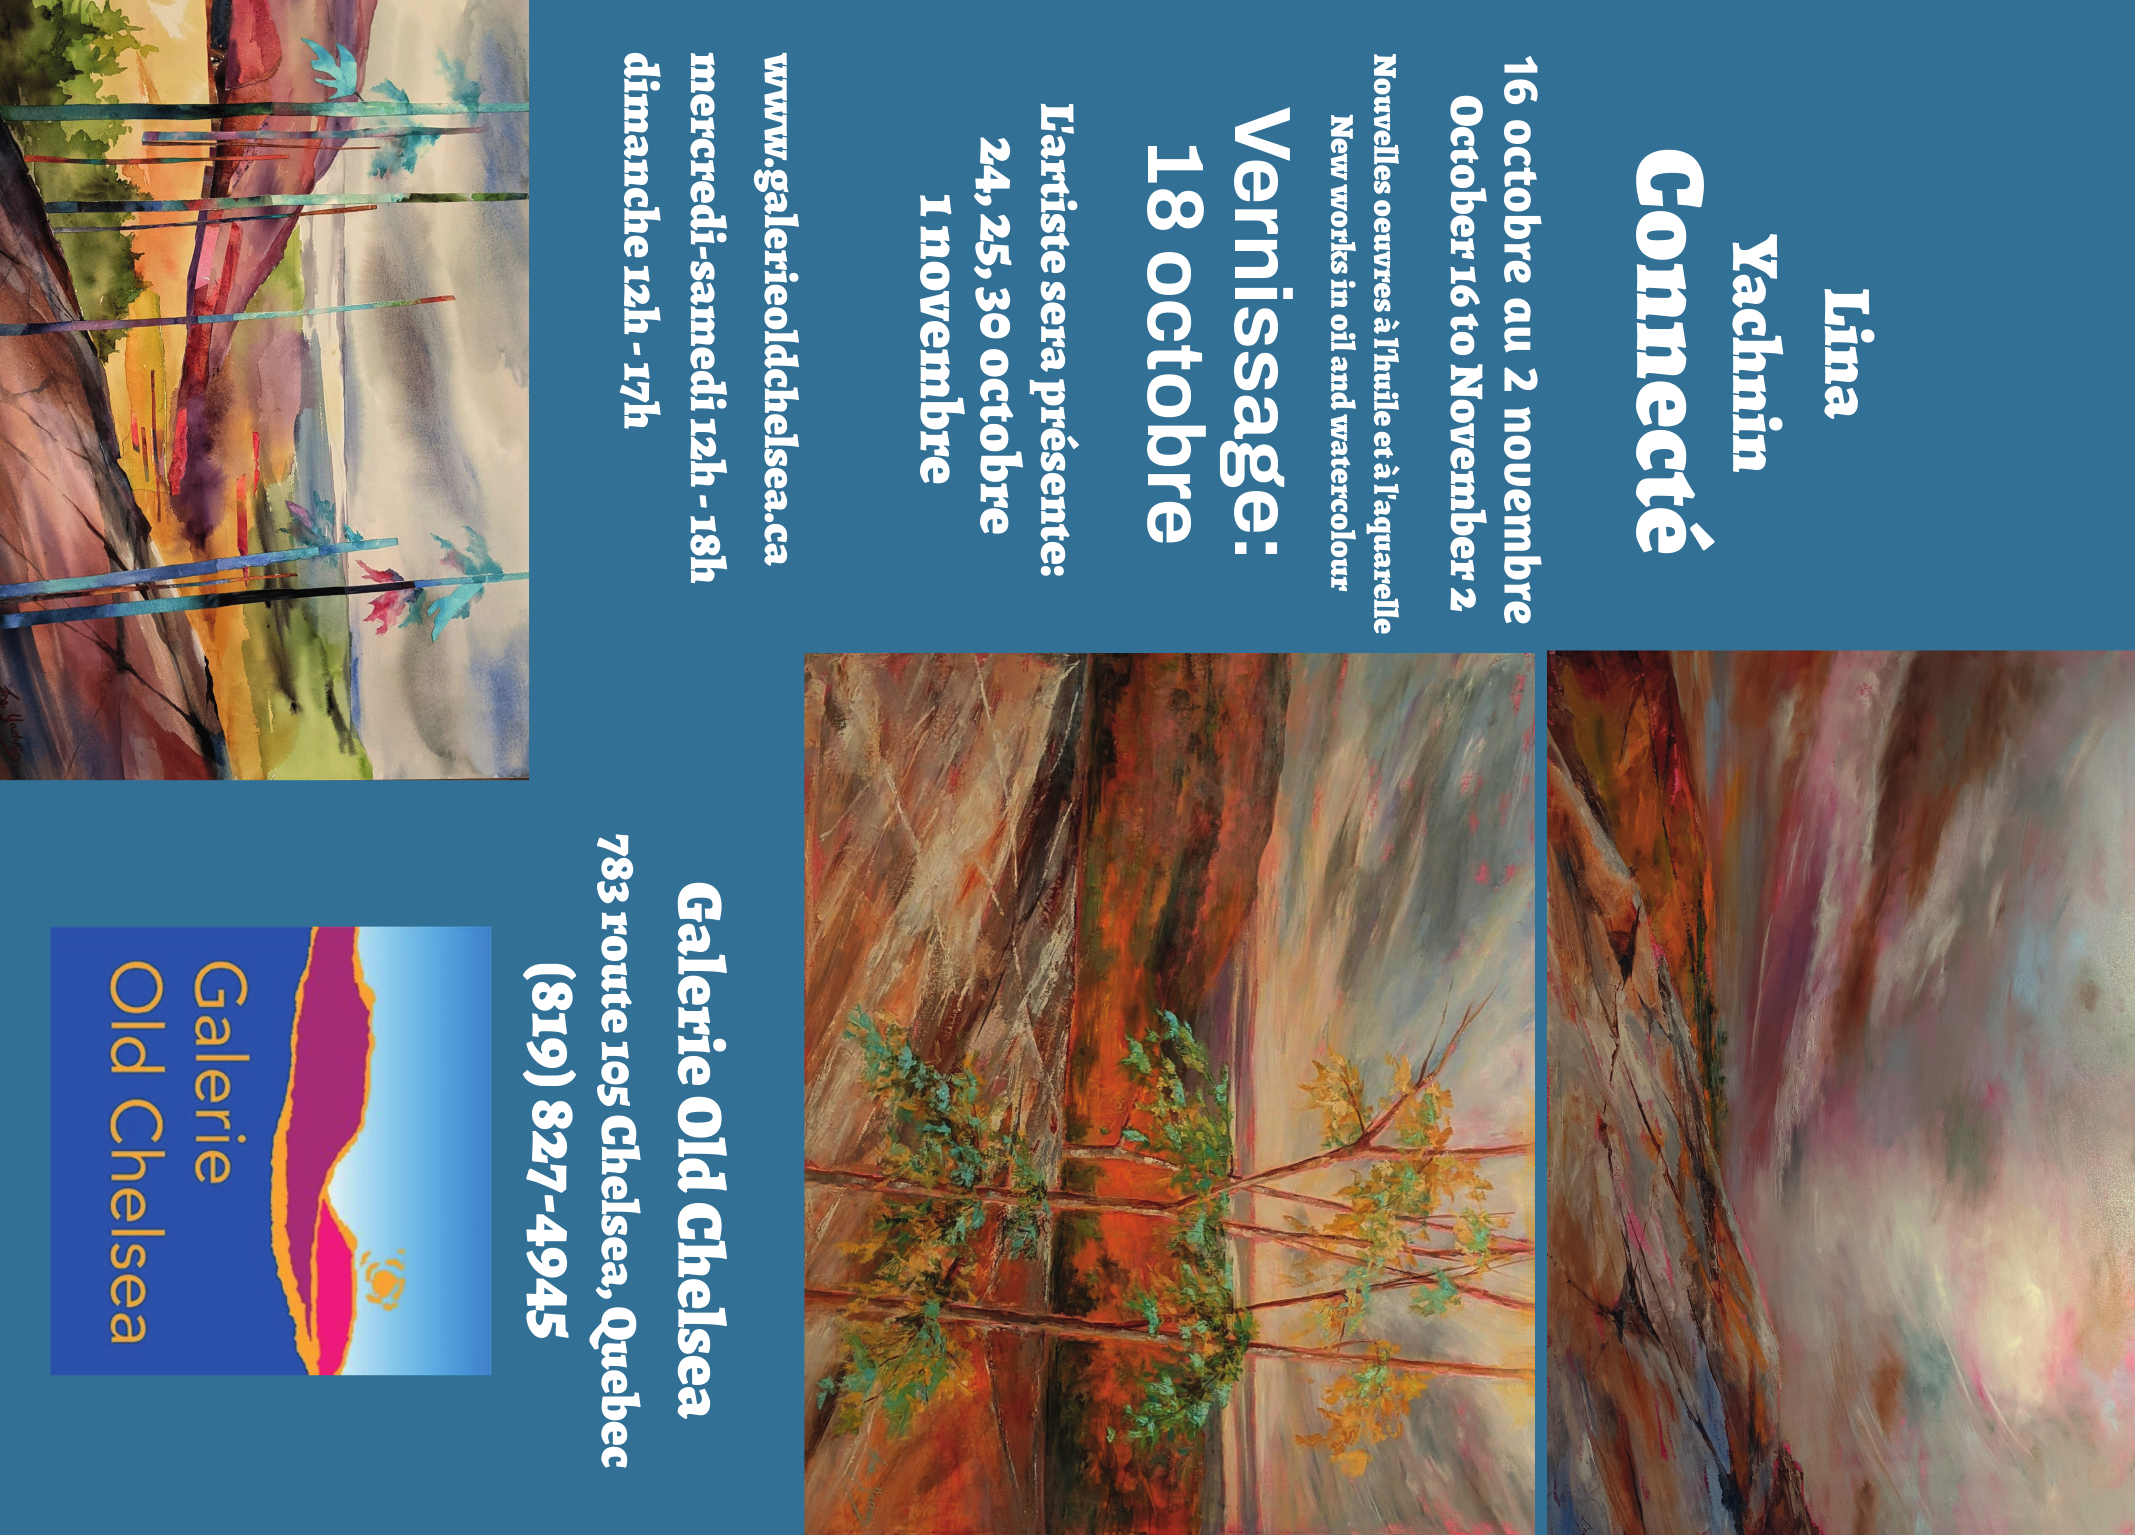 Lina
Yachnin
Connecté
16 octobre au 2 novembre
October 16 to November 2
Nouvelles oeuvres à l'huile et à l'aquarelle
New works in oil and watercolour
Vernissage:
18 octobre
L'artiste sera présente:
24, 25, 30 octobre
1 novembre
www.galerieoldchelsea.ca
mercredi-samedi 12h - 18h
dimanche 12h - 17h
Galerie Old Chelsea
783 route 105 Chelsea, Quebec
(819) 827-4945
Galerie
Old Chelsea
Yachnin